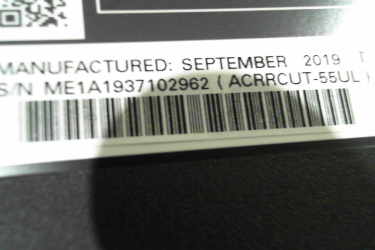 MANUFACTURED: SEPTEMBER 2019 T
S/N ME1A1937102962 (ACRRCUT-55UL)